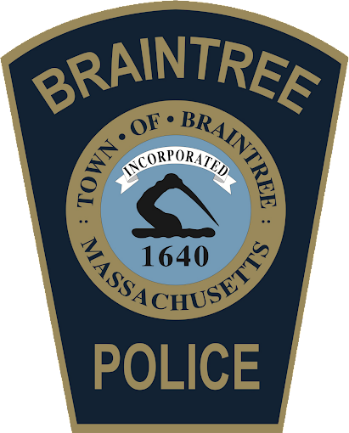 BRAINTREE
: TOWN • OF • BRAINTREE :
INCORPORATED
1640
MASSACHUSETTS
POLICE